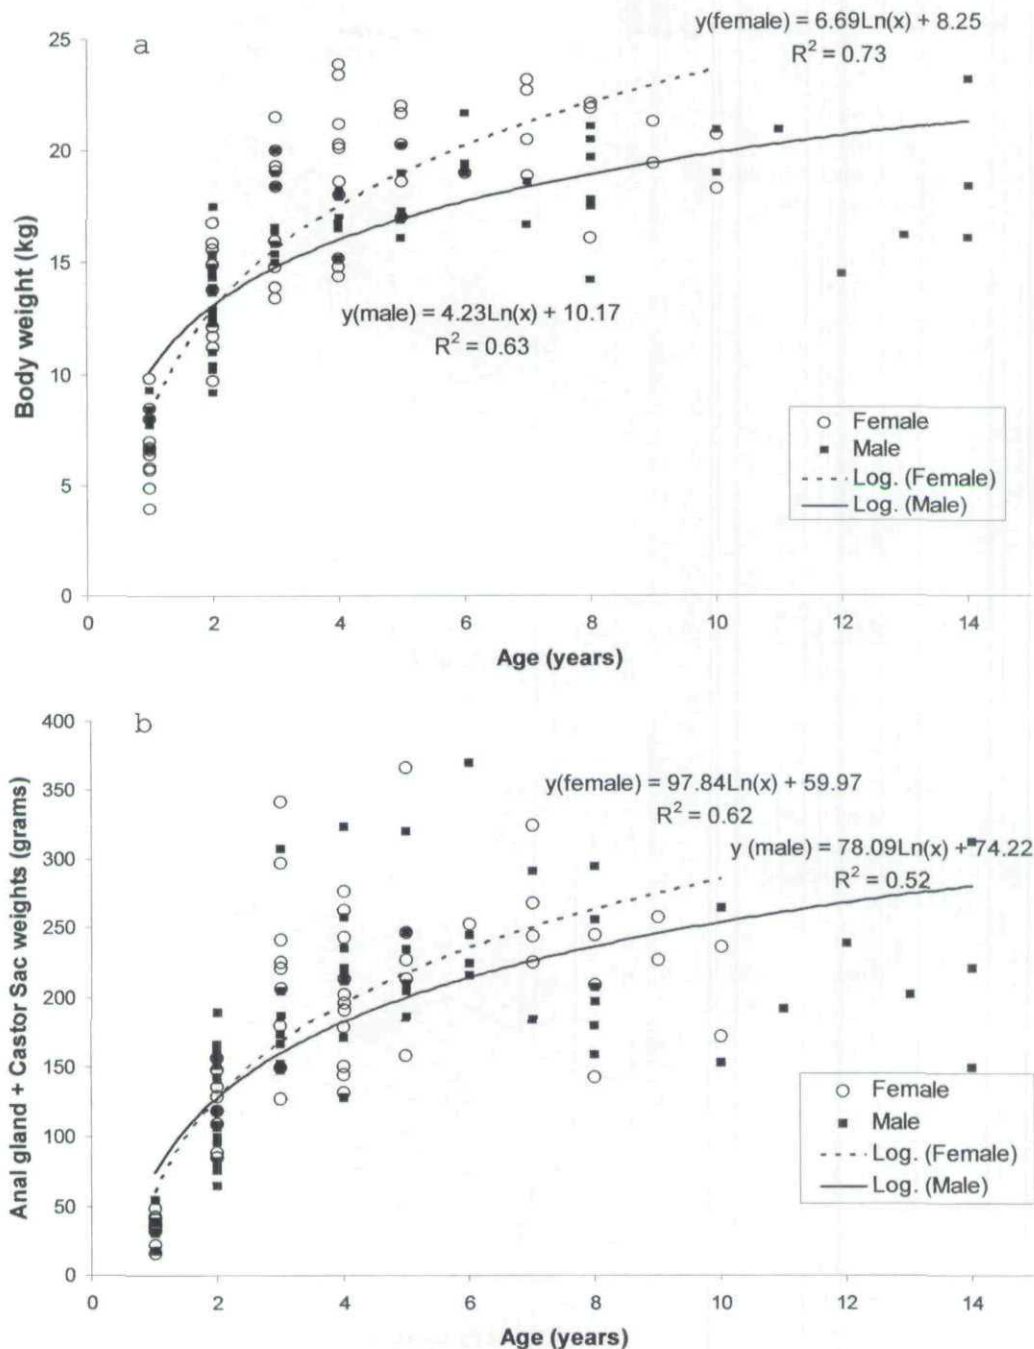 y(female) = 6.69Ln(x) + 8.25
R² = 0.73
a
25
20
15
10
5
0
Body weight (kg)
y(male) = 4.23Ln(x) + 10.17
R² = 0.63
Female
Male
Log. (Female)
Log. (Male)
0 2 4 6 8 10 12 14
Age (years)
b
400
350
300
250
200
150
100
50
0
Anal gland + Castor Sac weights (grams)
y(female) = 97.84Ln(x) + 59.97
R² = 0.62
y (male) = 78.09Ln(x) + 74.22
R² = 0.52
Female
Male
Log. (Female)
Log. (Male)
0 2 4 6 8 10 12 14
Age (years)